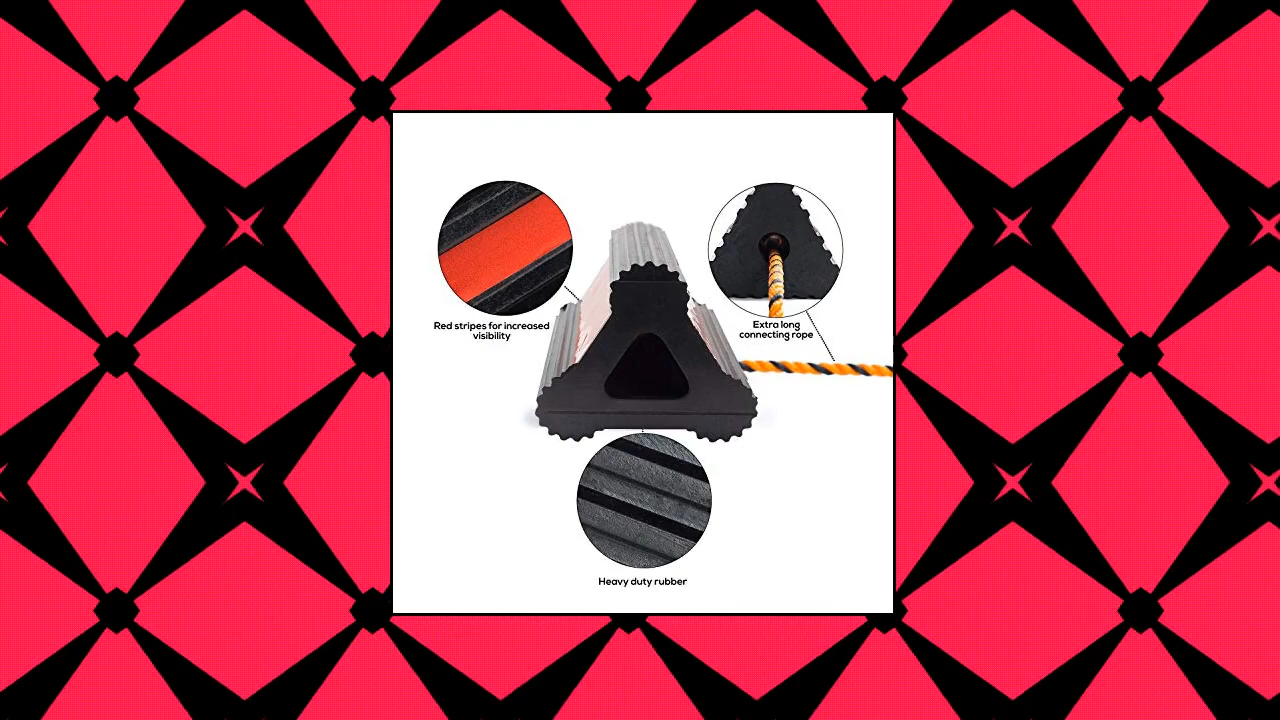 Red stripes for increased
visibility
Extra long
connecting rope
Heavy duty rubber